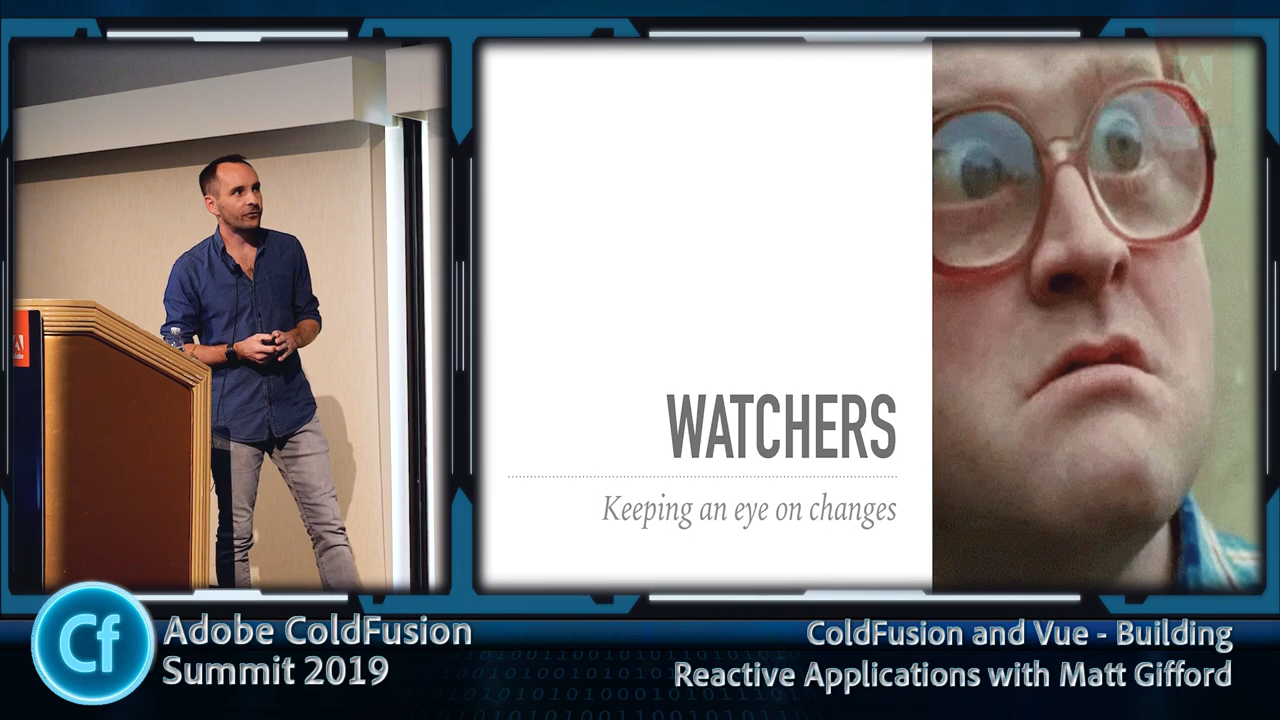 WATCHERS
Keeping an eye on changes
Adobe
Cf
Adobe ColdFusion
Summit 2019
ColdFusion and Vue - Building
Reactive Applications with Matt Gifford